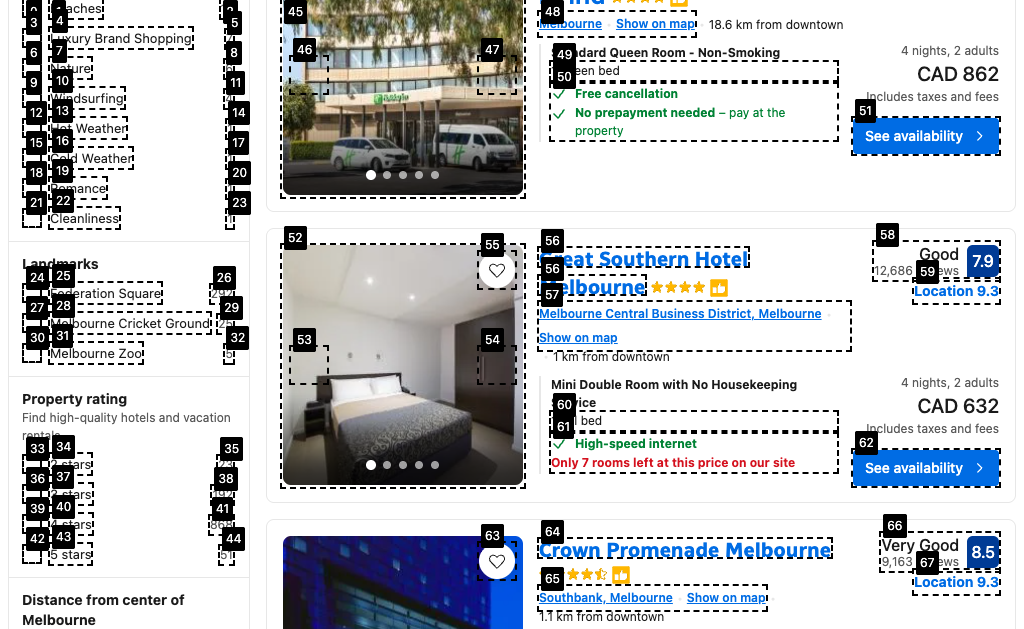 45
46
47
48
Melbourne Show on map 18.6 km from downtown
49
Standard Queen Room - Non-Smoking
50
bed
Free cancellation
No prepayment needed – pay at the
property
4 nights, 2 adults
CAD 862
Includes taxes and fees
51
See availability
3 4 5
Luxury Brand Shopping
6 7 8
Nature
9 10 11
Windsurfing
12 13 14
Hot Weather
15 16 17
Cold Weather
18 19 20
Romance
21 22 23
Cleanliness
Landmarks
24 25 26
Federation Square
27 28 29
Melbourne Cricket Ground
30 31 32
Melbourne Zoo
Property rating
Find high-quality hotels and vacation
rentals
33 34 35
2 stars
36 37 38
3 stars
39 40 41
4 stars
42 43 44
5 stars
Distance from center of
Melbourne
52
53
54
55
56
Great Southern Hotel
56
Melbourne
57
Melbourne Central Business District, Melbourne
Show on map
1 km from downtown
58
Good 7.9
12,686
59
Location 9.3
Mini Double Room with No Housekeeping
Service
60
bed
61
High-speed internet
Only 7 rooms left at this price on our site
4 nights, 2 adults
CAD 632
Includes taxes and fees
62
See availability
63
64
Crown Promenade Melbourne
65
Southbank, Melbourne Show on map
1.1 km from downtown
66
Very Good 8.5
9,163
67
Location 9.3